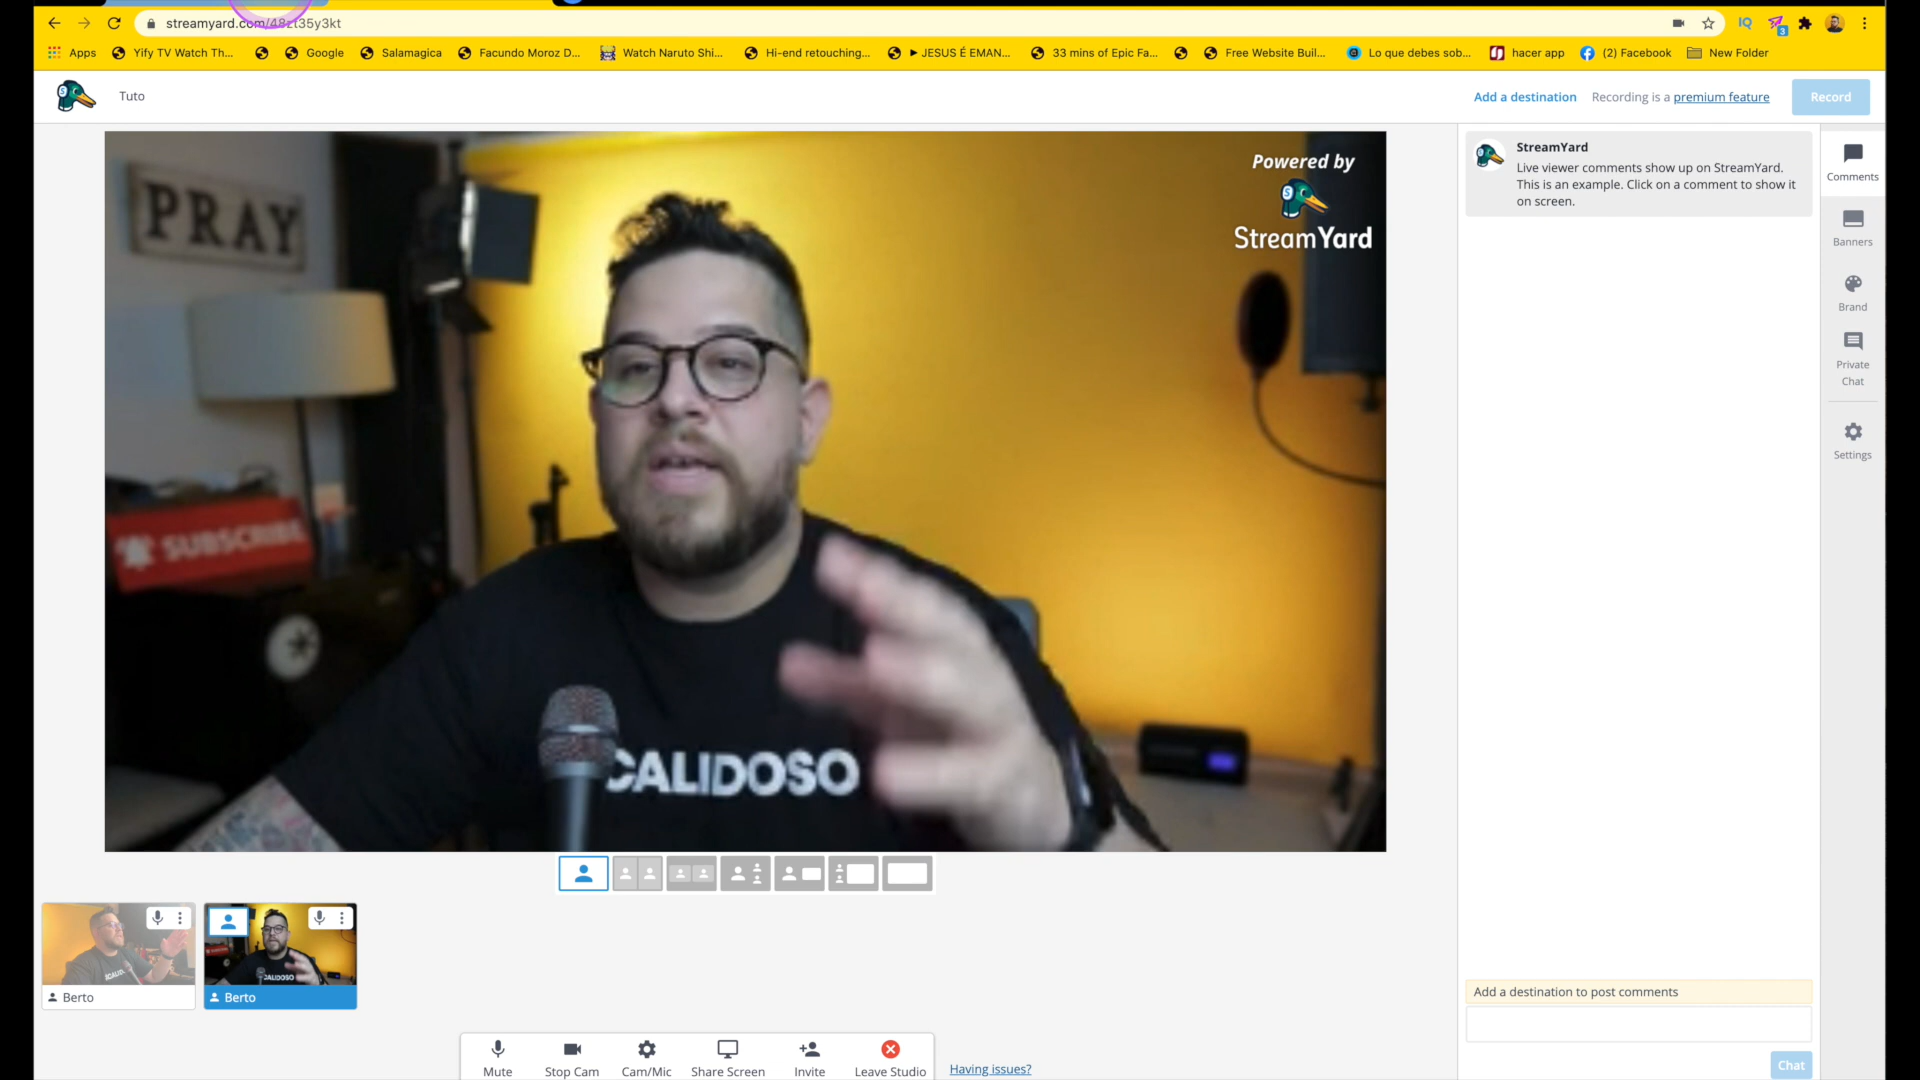 streamyard.com/48zt35y3kt
3
Apps
Yify TV Watch Th...
Google
Salamagica
Facundo Moroz D...
Watch Naruto Shi...
Hi-end retouching...
► JESUS É EMAN...
33 mins of Epic Fa...
Free Website Buil...
Lo que debes sob...
hacer app
(2) Facebook
New Folder
Tuto
Add a destination
Recording is a premium feature
Record
PRAY
SUBSCRIBE
CALIDOSO
Powered by
StreamYard
StreamYard
Live viewer comments show up on StreamYard.
This is an example. Click on a comment to show it
on screen.
Comments
Banners
Brand
Private
Chat
Settings
Berto
CALIDOSO
Berto
Add a destination to post comments
Chat
Mute
Stop Cam
Cam/Mic
Share Screen
Invite
Leave Studio
Having issues?